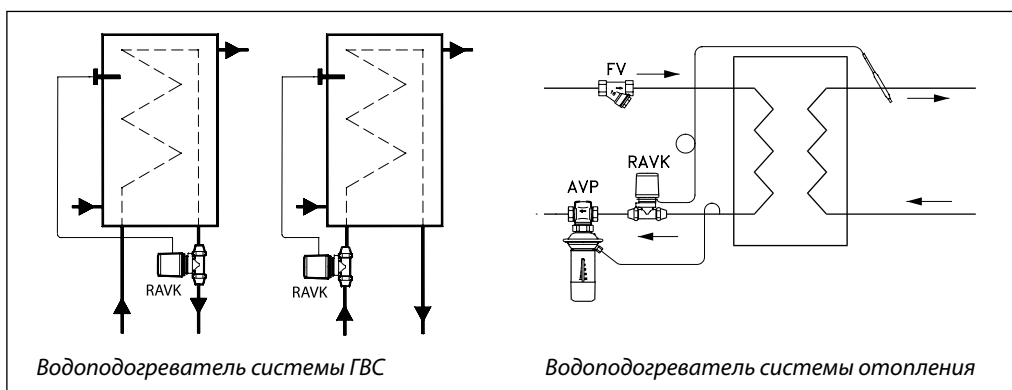 FV
RAVK
AVP
RAVK
RAVK
Водоподогреватель системы ГВС
Водоподогреватель системы отопления